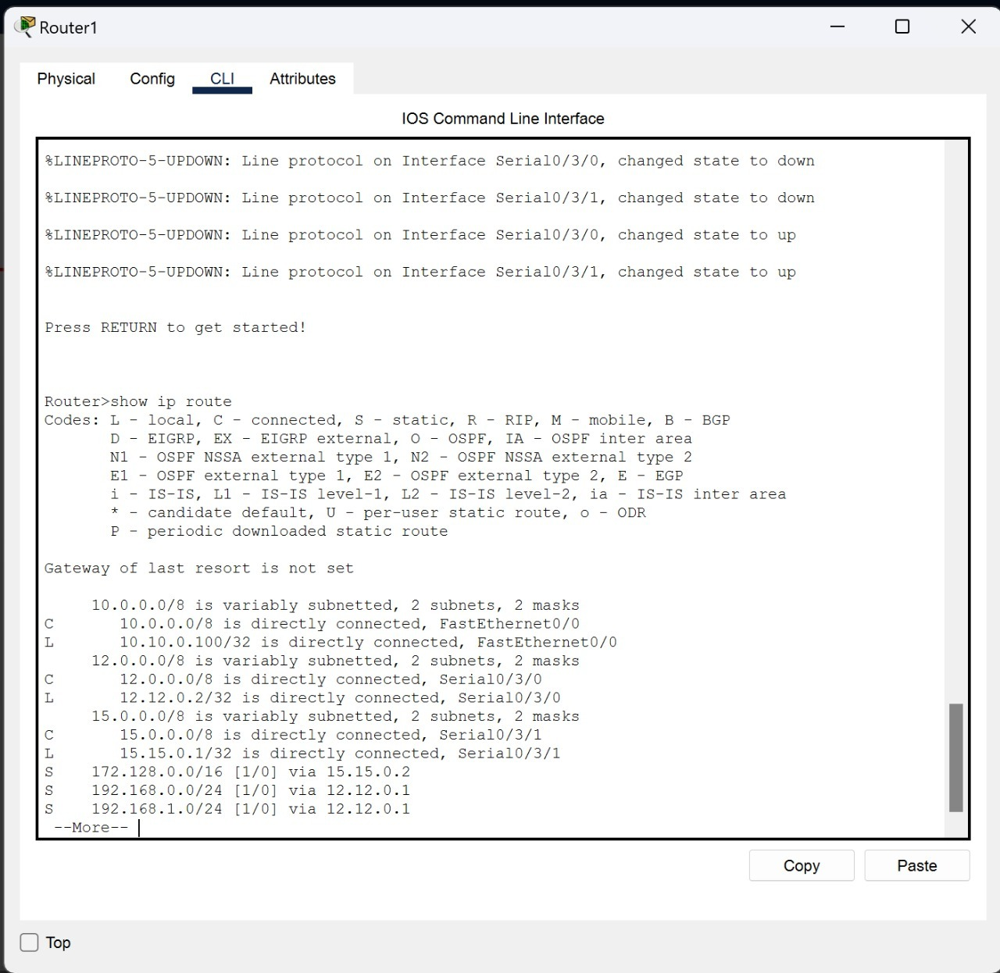 Router1
Physical Config CLI Attributes
IOS Command Line Interface
%LINEPROTO-5-UPDOWN: Line protocol on Interface Serial0/3/0, changed state to down
%LINEPROTO-5-UPDOWN: Line protocol on Interface Serial0/3/1, changed state to down
%LINEPROTO-5-UPDOWN: Line protocol on Interface Serial0/3/0, changed state to up
%LINEPROTO-5-UPDOWN: Line protocol on Interface Serial0/3/1, changed state to up
Press RETURN to get started!
Router>show ip route
Codes: L - local, C - connected, S - static, R - RIP, M - mobile, B - BGP
D - EIGRP, EX - EIGRP external, O - OSPF, IA - OSPF inter area
N1 - OSPF NSSA external type 1, N2 - OSPF NSSA external type 2
E1 - OSPF external type 1, E2 - OSPF external type 2, E - EGP
i - IS-IS, L1 - IS-IS level-1, L2 - IS-IS level-2, ia - IS-IS inter area
* - candidate default, U - per-user static route, o - ODR
P - periodic downloaded static route
Gateway of last resort is not set
10.0.0.0/8 is variably subnetted, 2 subnets, 2 masks
C 10.0.0.0/8 is directly connected, FastEthernet0/0
L 10.10.0.100/32 is directly connected, FastEthernet0/0
12.0.0.0/8 is variably subnetted, 2 subnets, 2 masks
C 12.0.0.0/8 is directly connected, Serial0/3/0
L 12.12.0.2/32 is directly connected, Serial0/3/0
15.0.0.0/8 is variably subnetted, 2 subnets, 2 masks
C 15.0.0.0/8 is directly connected, Serial0/3/1
L 15.15.0.1/32 is directly connected, Serial0/3/1
S 172.128.0.0/16 [1/0] via 15.15.0.2
S 192.168.0.0/24 [1/0] via 12.12.0.1
S 192.168.1.0/24 [1/0] via 12.12.0.1
--More--
Copy Paste
Top